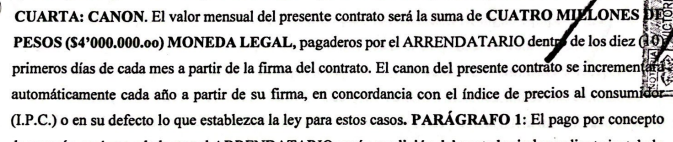 CUARTA: CANON. El valor mensual del presente contrato será la suma de CUATRO MILLONES DE
PESOS ($4'000.000.oo) MONEDA LEGAL, pagaderos por el ARRENDATARIO dentro de los diez (10)
primeros días de cada mes a partir de la firma del contrato. El canon del presente contrato se incrementará
automáticamente cada año a partir de su firma, en concordancia con el índice de precios al consumidor
(I.P.C.) o en su defecto lo que establezca la ley para estos casos. PARÁGRAFO 1: El pago por concepto